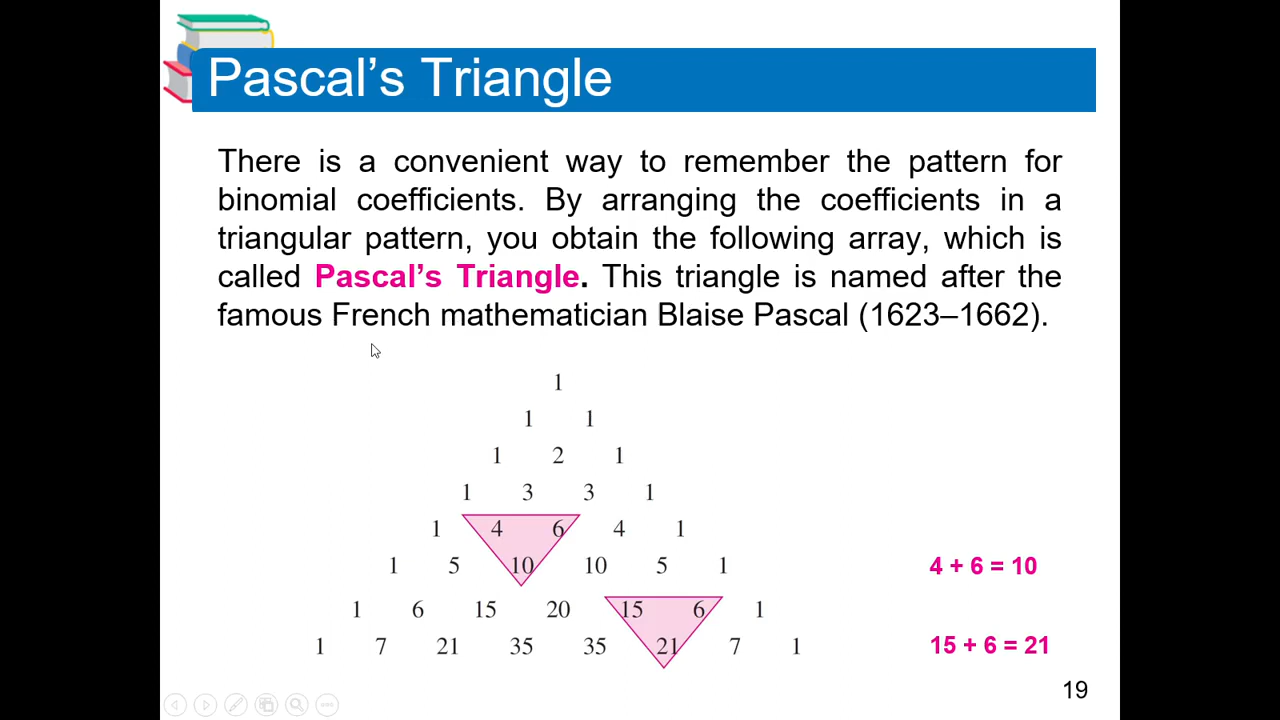 Pascal’s Triangle
There is a convenient way to remember the pattern for
binomial coefficients. By arranging the coefficients in a
triangular pattern, you obtain the following array, which is
called Pascal’s Triangle. This triangle is named after the
famous French mathematician Blaise Pascal (1623–1662).
1
1 1
1 2 1
1 3 3 1
1 4 6 4 1
1 5 10 10 5 1 4 + 6 = 10
1 6 15 20 15 6 1
1 7 21 35 35 21 7 1 15 + 6 = 21
19